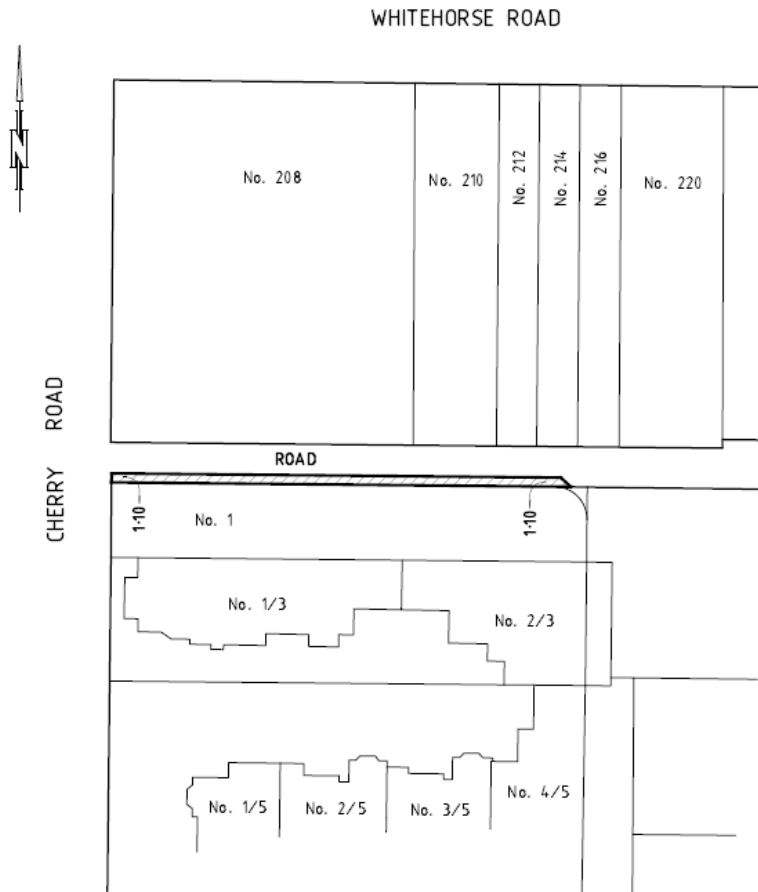 WHITEHORSE ROAD
N
No. 208
No. 210
No. 212
No. 214
No. 216
No. 220
CHERRY ROAD
ROAD
1·10
1·10
No. 1
No. 1/3
No. 2/3
No. 1/5
No. 2/5
No. 3/5
No. 4/5